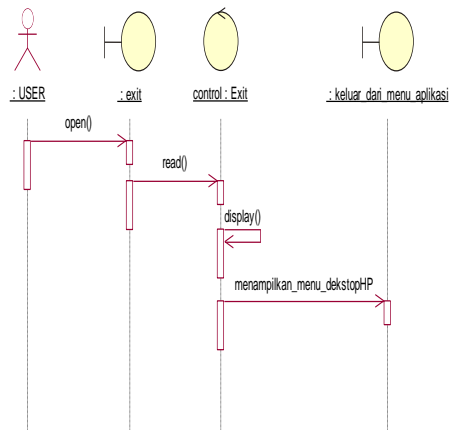 : USER
: exit
control : Exit
: keluar_dari_menu_aplikasi
open()
read()
display()
menampilkan_menu_dekstopHP